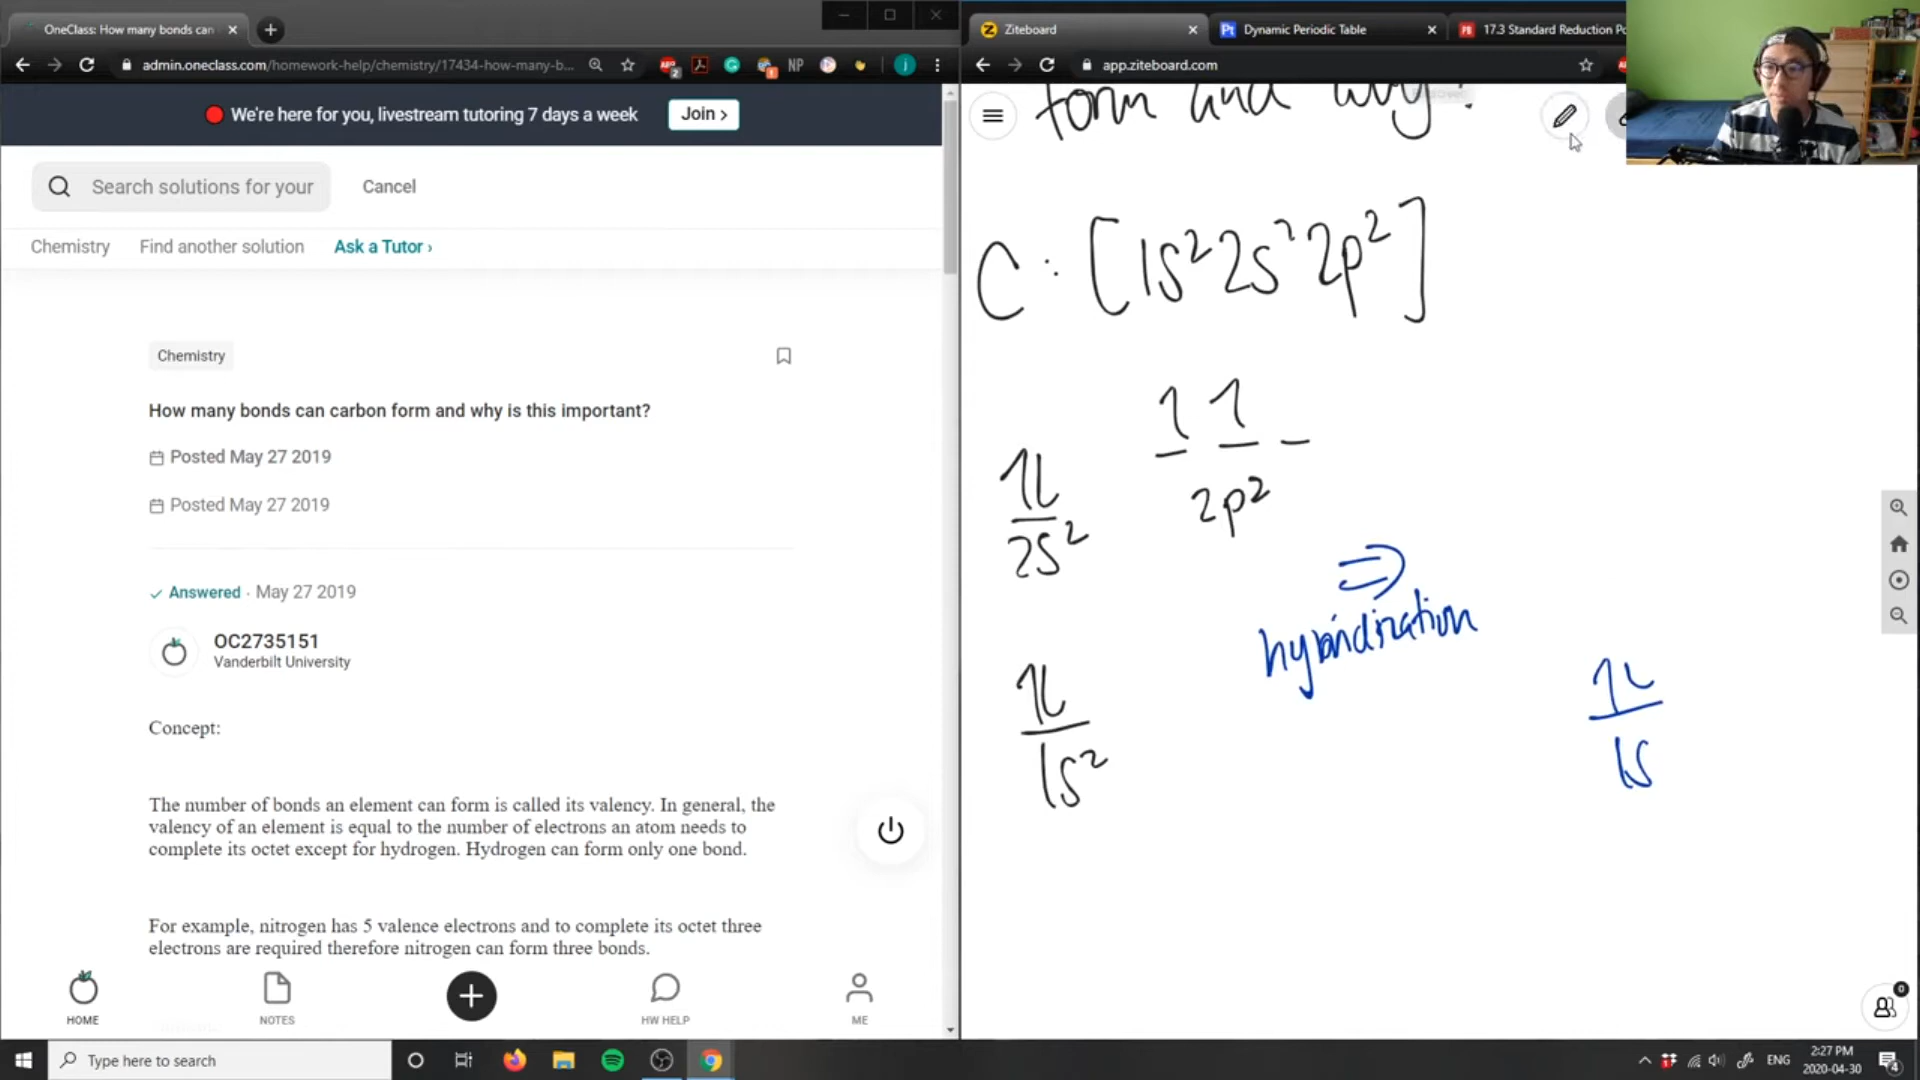 OneClass: How many bonds can
admin.oneclass.com/homework-help/chemistry/17434-how-many-b...
We're here for you, livestream tutoring 7 days a week
Join >
Search solutions for your
Cancel
Chemistry
Find another solution
Ask a Tutor ›
Chemistry
How many bonds can carbon form and why is this important?
Posted May 27 2019
Posted May 27 2019
Answered · May 27 2019
OC2735151
Vanderbilt University
Concept:
The number of bonds an element can form is called its valency. In general, the
valency of an element is equal to the number of electrons an atom needs to
complete its octet except for hydrogen. Hydrogen can form only one bond.
For example, nitrogen has 5 valence electrons and to complete its octet three
electrons are required therefore nitrogen can form three bonds.
HOME
NOTES
HW HELP
ME
Ziteboard
Dynamic Periodic Table
17.3 Standard Reduction Po
app.ziteboard.com
form and why?
C: [1s² 2s² 2p²]
2p²
2s²
⇒
hybridization
1s²
1s
0
Type here to search
ENG
2:27 PM
2020-04-30
4